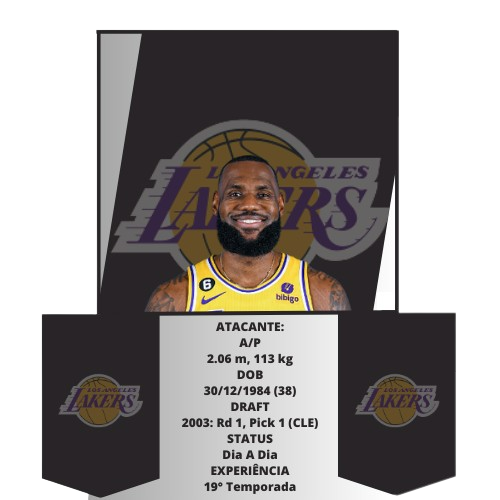 LOS ANGELES
LAKERS
6
bibigo
ATACANTE:
A/P
2.06 m, 113 kg
DOB
30/12/1984 (38)
DRAFT
2003: Rd 1, Pick 1 (CLE)
STATUS
Dia A Dia
EXPERIÊNCIA
19° Temporada
LOS ANGELES
LAKERS
LOS ANGELES
LAKERS